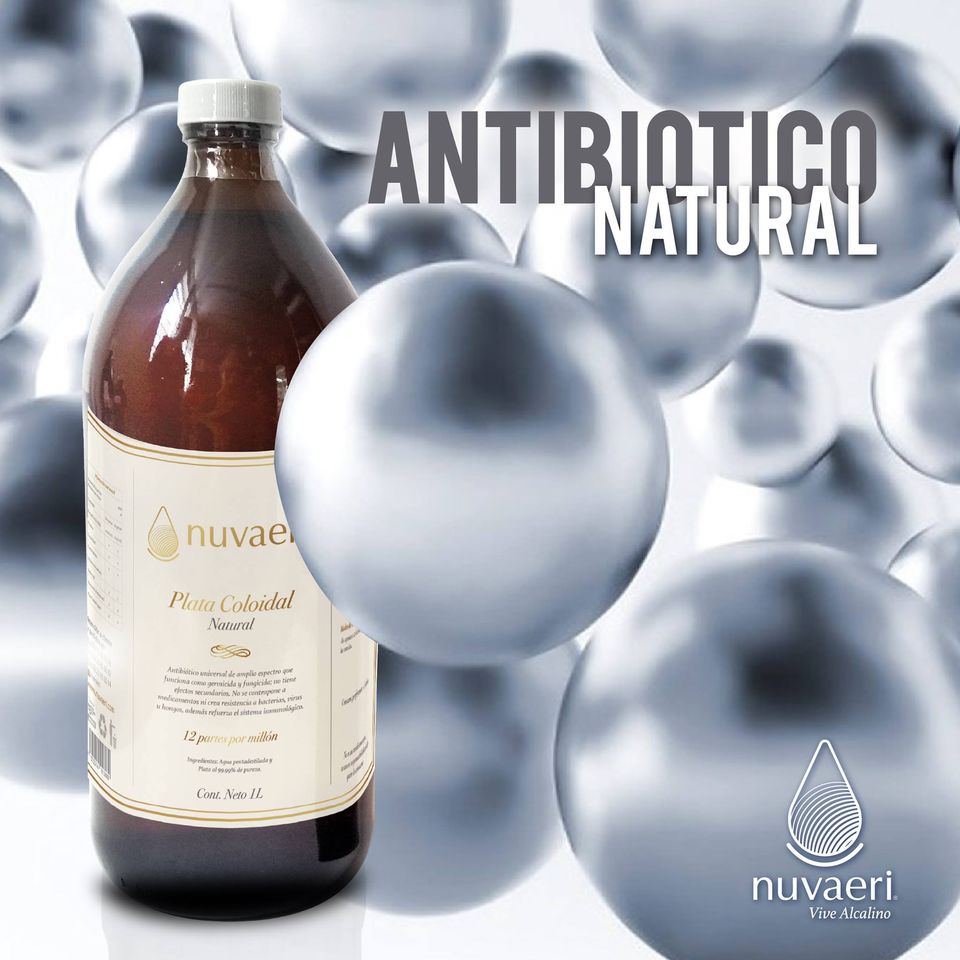 ANTIBIOTICO
NATURAL
nuvaeri
Plata Coloidal
Natural
Antibiótico universal de amplio espectro que
funciona como germicida y fungicida; no tiene
efectos secundarios. No se contrapone a
medicamentos ni crea resistencia a bacterias, virus
u hongos, además refuerza el sistema inmunológico.
12 partes por millón
Ingredientes: Agua pentadestilada y
Plata al 99.99% de pureza.
Cont. Neto 1L
nuvaeri®
Vive Alcalino